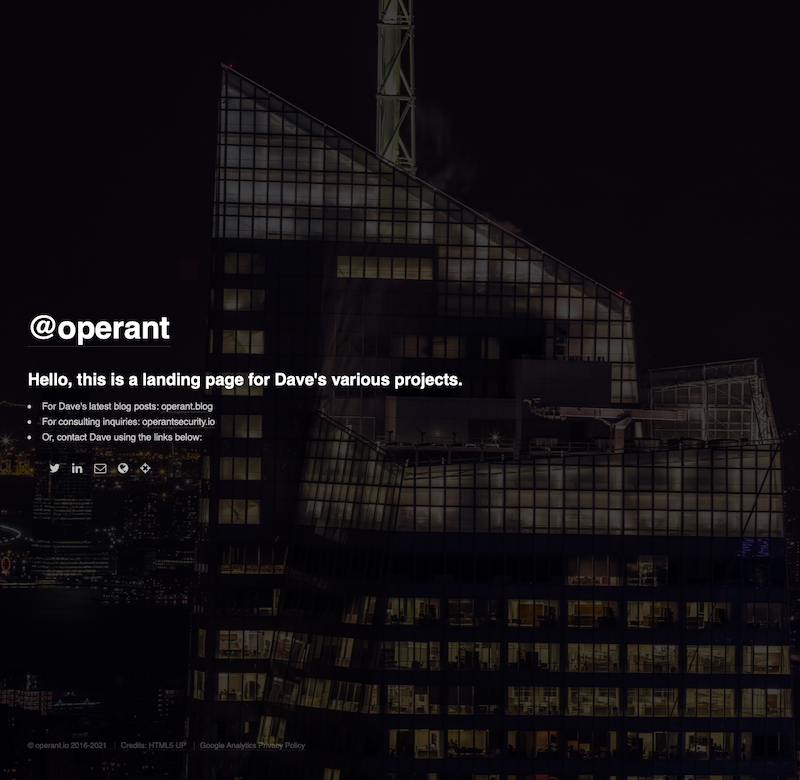 @operant
Hello, this is a landing page for Dave's various projects.
For Dave's latest blog posts: operant.blog
For consulting inquiries: operantsecurity.io
Or, contact Dave using the links below:
© operant.io 2016-2021 | Credits: HTML5 UP | Google Analytics Privacy Policy